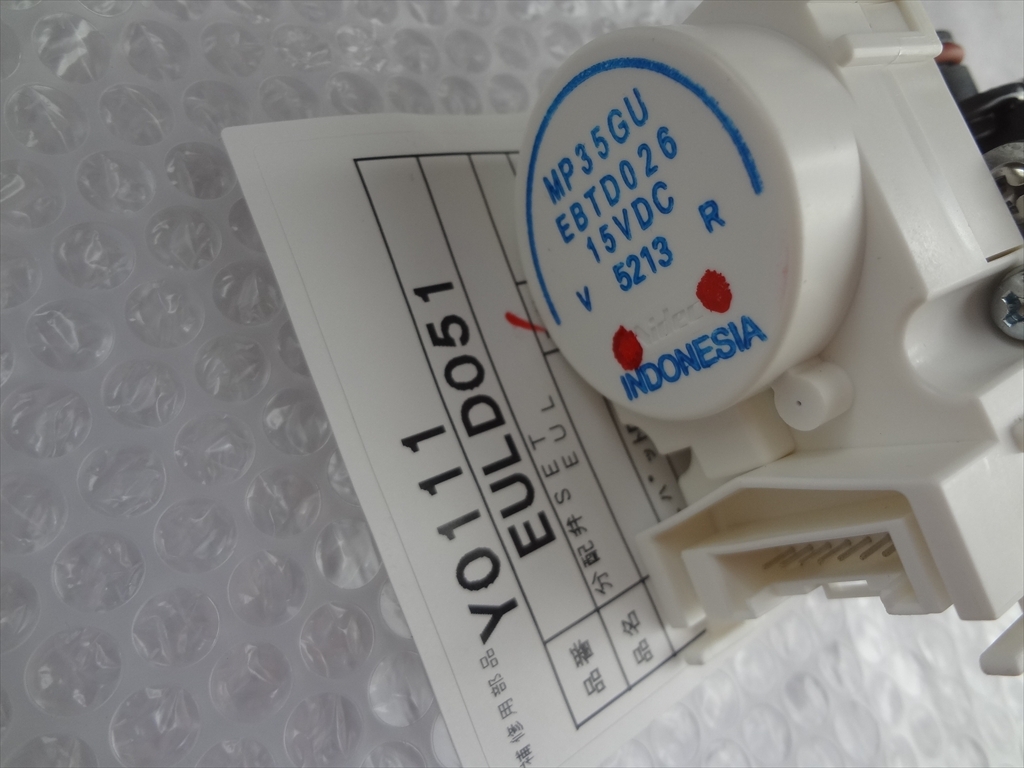 MP35GU
EBTD026
15VDC
V 5213 R
INDONESIA
補修用部品 Y0111
品番 EULD051
品名 分配弁SET
EUL